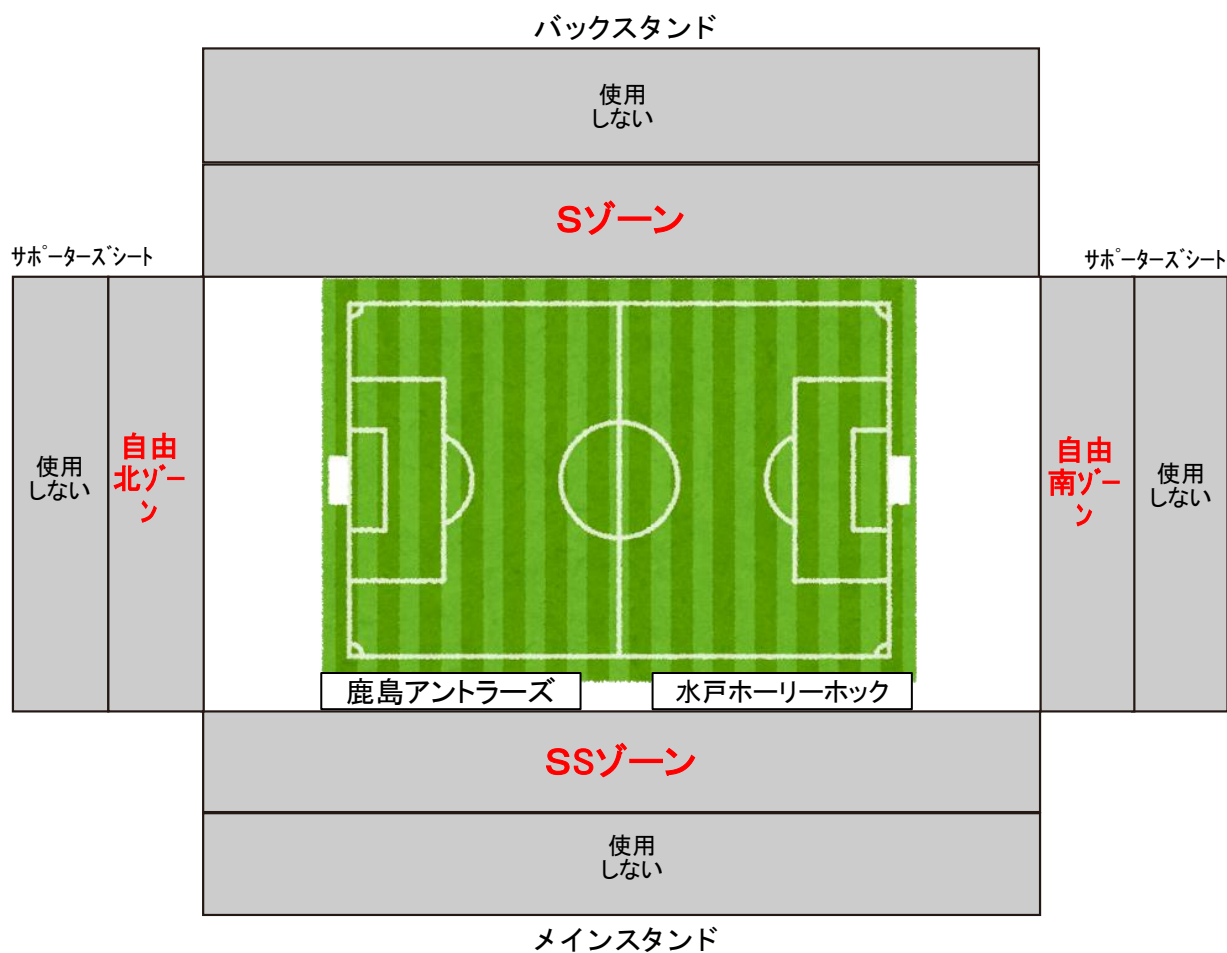 バックスタンド
使用
しない
Sゾーン
サポーターズシート
サポーターズシート
使用
しない
自由
北ゾー
ン
自由
南ゾー
ン
使用
しない
鹿島アントラーズ
水戸ホーリーホック
SSゾーン
使用
しない
メインスタンド